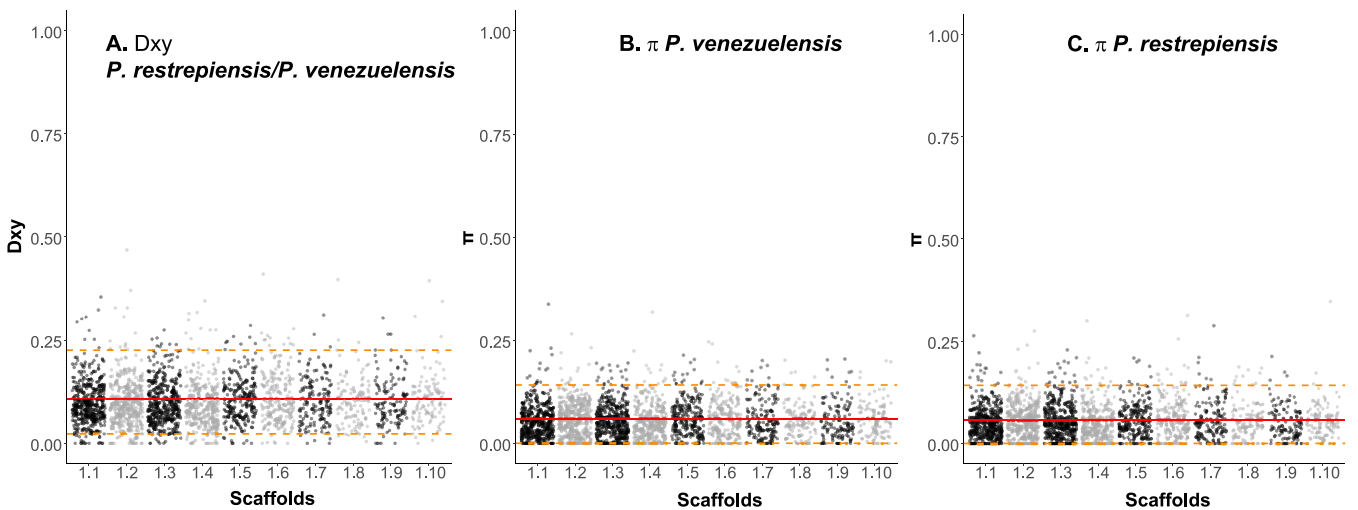 A. Dxy
P. restrepiensis/P. venezuelensis
1.00
0.75
0.50
0.25
0.00
Dxy
1.1 1.2 1.3 1.4 1.5 1.6 1.7 1.8 1.9 1.10
Scaffolds
B. π P. venezuelensis
1.00
0.75
0.50
0.25
0.00
π
1.1 1.2 1.3 1.4 1.5 1.6 1.7 1.8 1.9 1.10
Scaffolds
C. π P. restrepiensis
1.00
0.75
0.50
0.25
0.00
π
1.1 1.2 1.3 1.4 1.5 1.6 1.7 1.8 1.9 1.10
Scaffolds